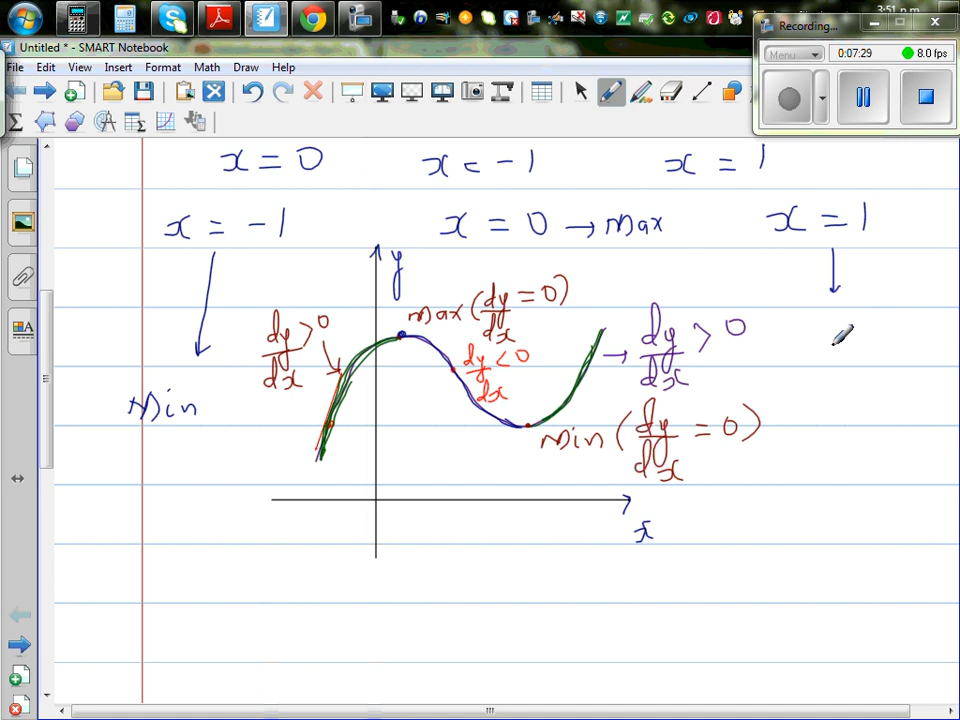 3:51 p.m.
Recording...
Menu
0:07:29
8.0 fps
Untitled * - SMART Notebook
File Edit View Insert Format Math Draw Help
x = 0 x = -1 x = 1
x = -1 x = 0 → Max x = 1
y
Max (dy/dx = 0)
dy/dx > 0
dy/dx < 0
→ dy/dx > 0
Min
Min (dy/dx = 0)
x